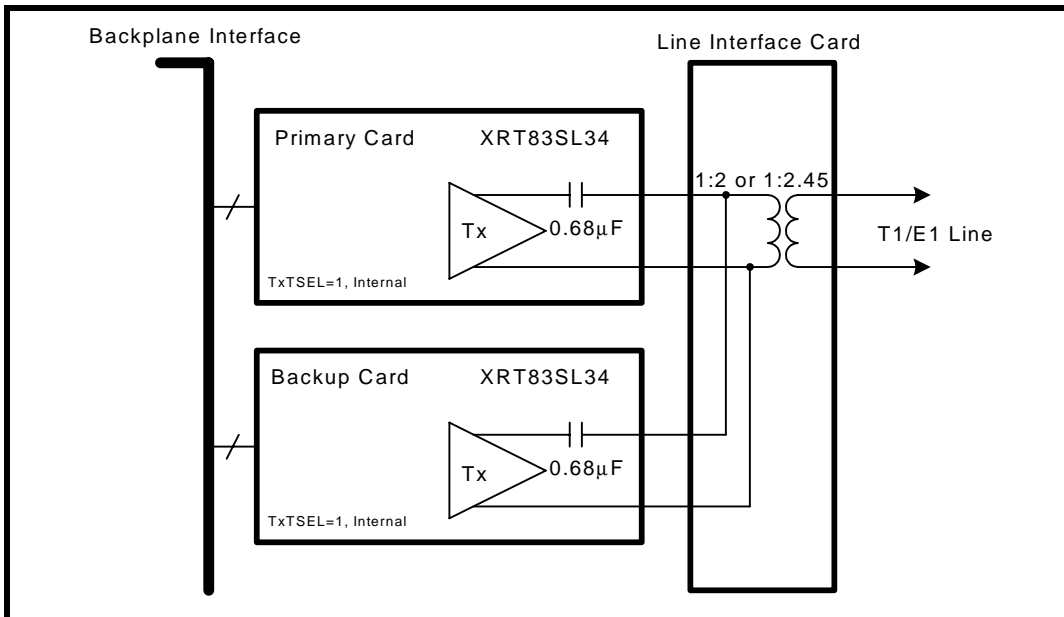 Backplane Interface
Line Interface Card
Primary Card XRT83SL34
1:2 or 1:2.45
Tx
0.68μF
T1/E1 Line
TxTSEL=1, Internal
Backup Card XRT83SL34
Tx
0.68μF
TxTSEL=1, Internal